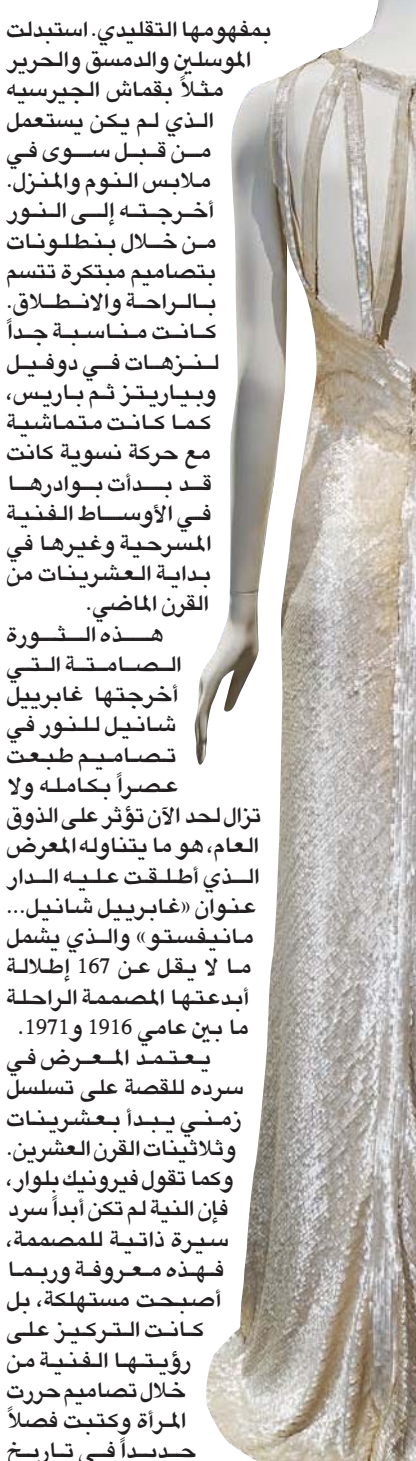 بمفهومها التقليدي. استبدلت
الموسلين والدمسق والحرير
مثلاً بقماش الجيرسيه
الذي لم يكن يستعمل
من قبل سوى في
ملابس النوم والمنزل.
أخرجته إلى النور
من خلال بنطلونات
بتصاميم مبتكرة تتسم
بالراحة والانطلاق.
كانت مناسبة جداً
لنزهات في دوفيل
وبياريتز ثم باريس،
كما كانت متماشية
مع حركة نسوية كانت
قد بدأت بوادرها
في الأوساط الفنية
المسرحية وغيرها في
بداية العشرينات من
القرن الماضي.
هذه الثورة
الصامتة التي
أخرجتها غابرييل
شانيل للنور في
تصاميم طبعت
عصراً بكامله ولا
تزال لحد الآن تؤثر على الذوق
العام، هو ما يتناوله المعرض
الذي أطلقت عليه الدار
عنوان «غابرييل شانيل...
مانيفستو» والذي يشمل
ما لا يقل عن 167 إطلالة
أبدعتها المصممة الراحلة
ما بين عامي 1916 و1971.
يعتمد المعرض في
سرده للقصة على تسلسل
زمني يبدأ بعشرينات
وثلاثينات القرن العشرين.
وكما تقول فيرونيك بلوار،
فإن النية لم تكن أبداً سرد
سيرة ذاتية للمصممة،
فهذه معروفة وربما
أصبحت مستهلكة، بل
كانت التركيز على
رؤيتها الفنية من
خلال تصاميم حررت
المرأة وكتبت فصلاً
جديداً في تاريخ